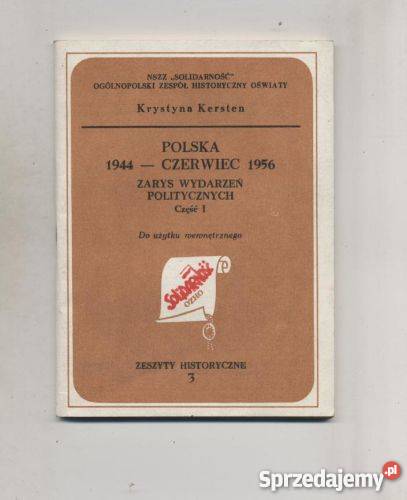 NSZZ „SOLIDARNOŚĆ"
OGÓLNOPOLSKI ZESPÓŁ HISTORYCZNY OŚWIATY
Krystyna Kersten
POLSKA
1944 — CZERWIEC 1956
ZARYS WYDARZEŃ
POLITYCZNYCH
Część I
Do użytku wewnętrznego
SOLIDARNOŚĆ
OZHO
ZESZYTY HISTORYCZNE
3
Sprzedajemy.pl